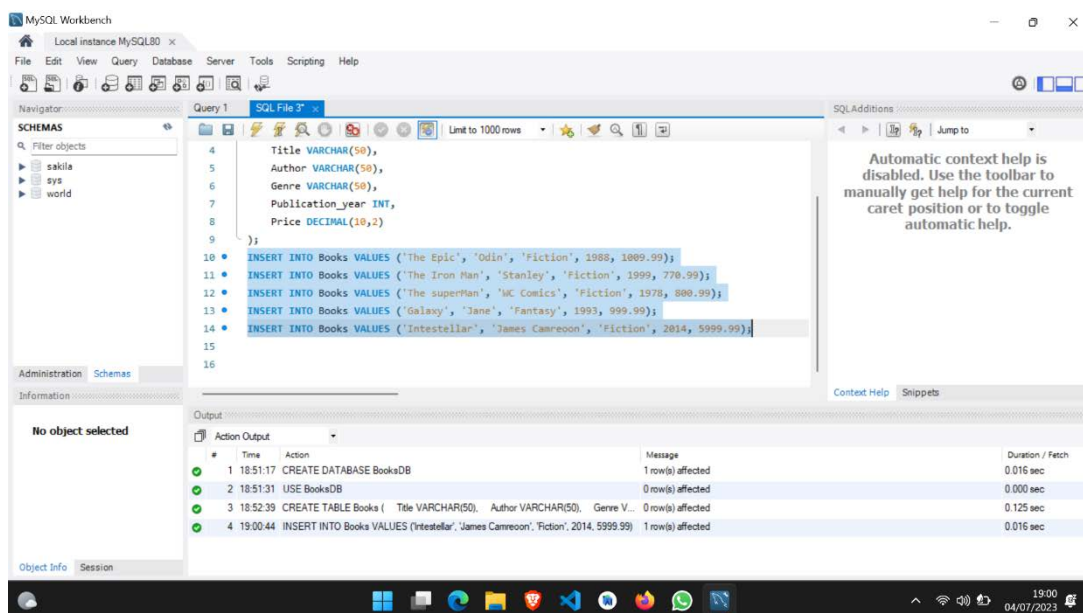 MySQL Workbench
Local instance MySQL80 ×
File Edit View Query Database Server Tools Scripting Help
Navigator
SCHEMAS
Filter objects
sakila
sys
world
Administration Schemas
Information
No object selected
Object Info Session
Query 1 SQL File 3* ×
Limit to 1000 rows
4 Title VARCHAR(50),
5 Author VARCHAR(50),
6 Genre VARCHAR(50),
7 Publication_year INT,
8 Price DECIMAL(10,2)
9 );
10 INSERT INTO Books VALUES ('The Epic', 'Odin', 'Fiction', 1988, 1009.99);
11 INSERT INTO Books VALUES ('The Iron Man', 'Stanley', 'Fiction', 1999, 770.99);
12 INSERT INTO Books VALUES ('The superMan', 'WC Comics', 'Fiction', 1978, 800.99);
13 INSERT INTO Books VALUES ('Galaxy', 'Jane', 'Fantasy', 1993, 999.99);
14 INSERT INTO Books VALUES ('Intestellar', 'James Camreoon', 'Fiction', 2014, 5999.99);
15
16
SQLAdditions
Jump to
Automatic context help is
disabled. Use the toolbar to
manually get help for the current
caret position or to toggle
automatic help.
Context Help Snippets
Output
Action Output
# Time Action Message Duration / Fetch
1 18:51:17 CREATE DATABASE BooksDB 1 row(s) affected 0.016 sec
2 18:51:31 USE BooksDB 0 row(s) affected 0.000 sec
3 18:52:39 CREATE TABLE Books ( Title VARCHAR(50), Author VARCHAR(50), Genre V... 0 row(s) affected 0.125 sec
4 19:00:44 INSERT INTO Books VALUES ('Intestellar', 'James Camreoon', 'Fiction', 2014, 5999.99) 1 row(s) affected 0.016 sec
19:00
04/07/2023